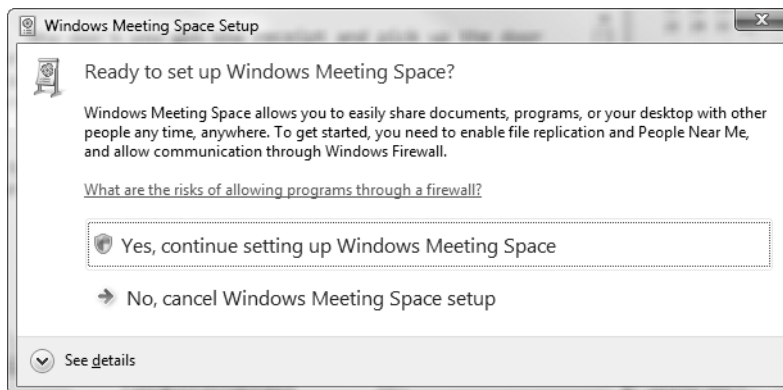 Windows Meeting Space Setup
Ready to set up Windows Meeting Space?
Windows Meeting Space allows you to easily share documents, programs, or your desktop with other
people any time, anywhere. To get started, you need to enable file replication and People Near Me,
and allow communication through Windows Firewall.
What are the risks of allowing programs through a firewall?
Yes, continue setting up Windows Meeting Space
No, cancel Windows Meeting Space setup
See details